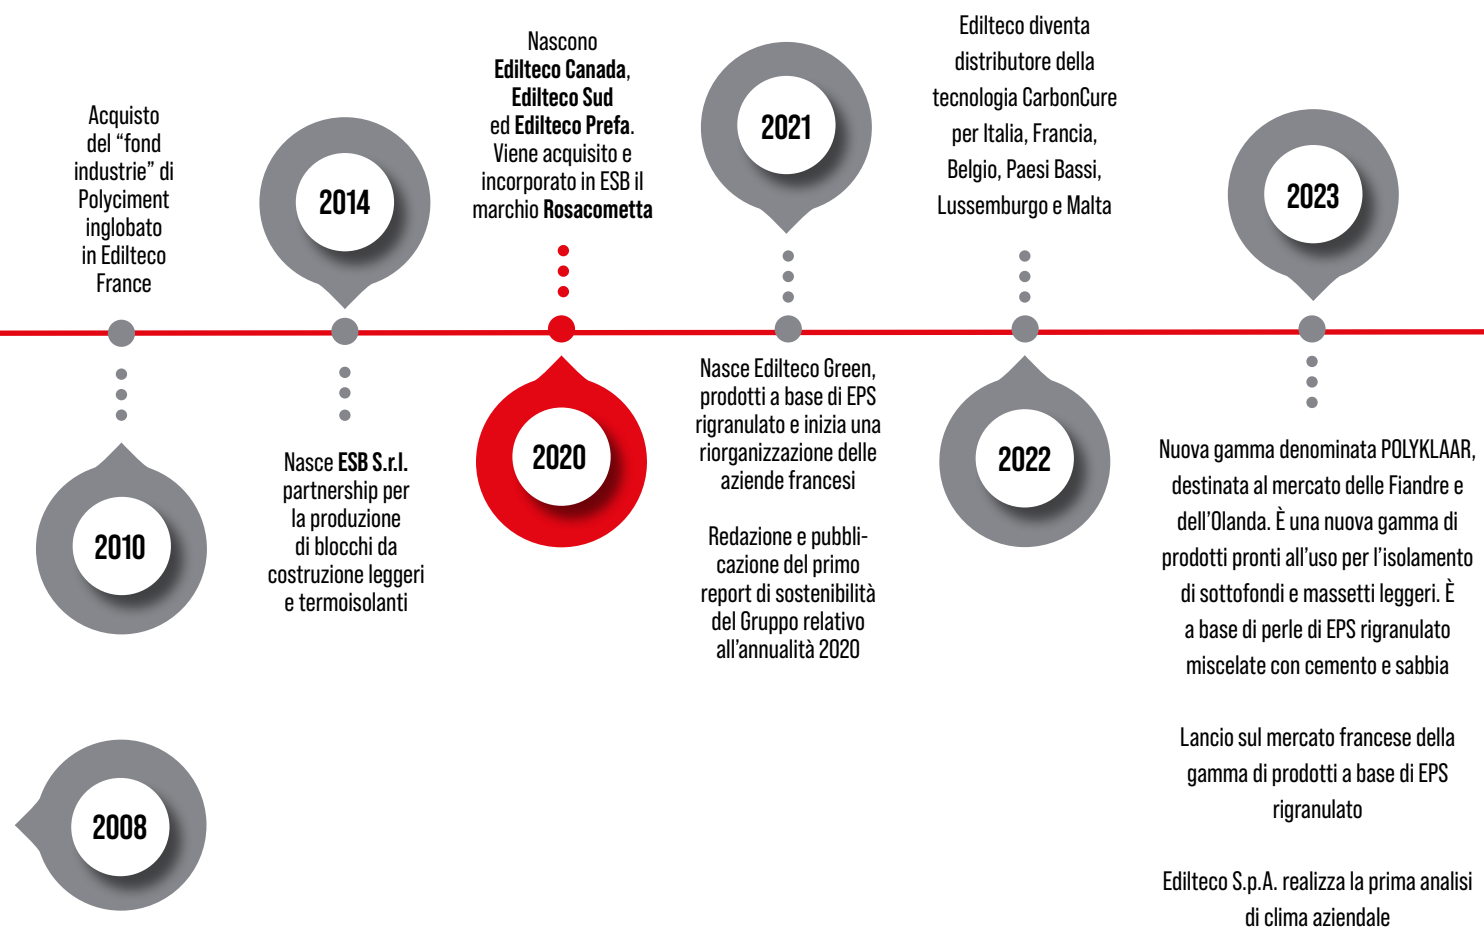 Acquisto
del “fond
industrie” di
Polyciment
inglobato
in Edilteco
France
2010
2014
Nasce ESB S.r.l.
partnership per
la produzione
di blocchi da
costruzione leggeri
e termoisolanti
Nascono
Edilteco Canada,
Edilteco Sud
ed Edilteco Prefa.
Viene acquisito e
incorporato in ESB il
marchio Rosacometta
2020
2021
Nasce Edilteco Green,
prodotti a base di EPS
rigranulato e inizia una
riorganizzazione delle
aziende francesi
Redazione e pubbli-
cazione del primo
report di sostenibilità
del Gruppo relativo
all’annualità 2020
Edilteco diventa
distributore della
tecnologia CarbonCure
per Italia, Francia,
Belgio, Paesi Bassi,
Lussemburgo e Malta
2022
2023
Nuova gamma denominata POLYKLAAR,
destinata al mercato delle Fiandre e
dell’Olanda. È una nuova gamma di
prodotti pronti all’uso per l’isolamento
di sottofondi e massetti leggeri. È
a base di perle di EPS rigranulato
miscelate con cemento e sabbia
Lancio sul mercato francese della
gamma di prodotti a base di EPS
rigranulato
Edilteco S.p.A. realizza la prima analisi
di clima aziendale
2008